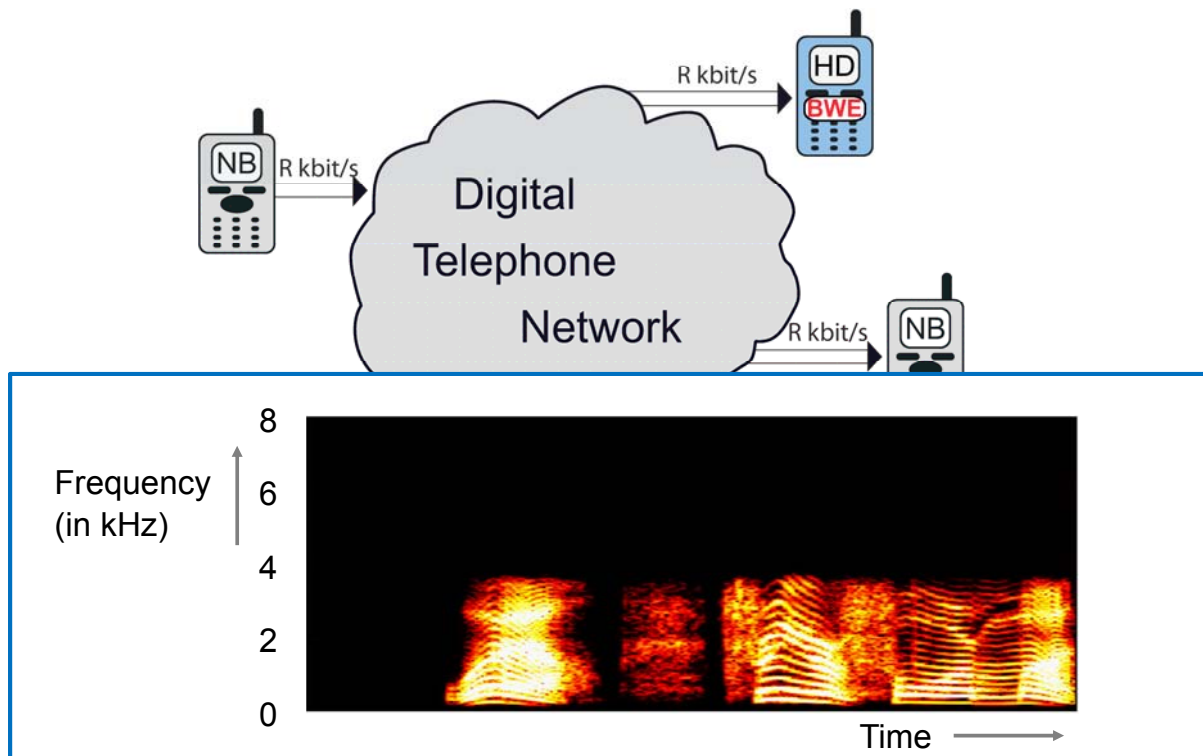 R kbit/s
HD
BWE
NB
R kbit/s
Digital
Telephone
Network
R kbit/s
NB
8
Frequency
(in kHz)
6
4
2
0
Time